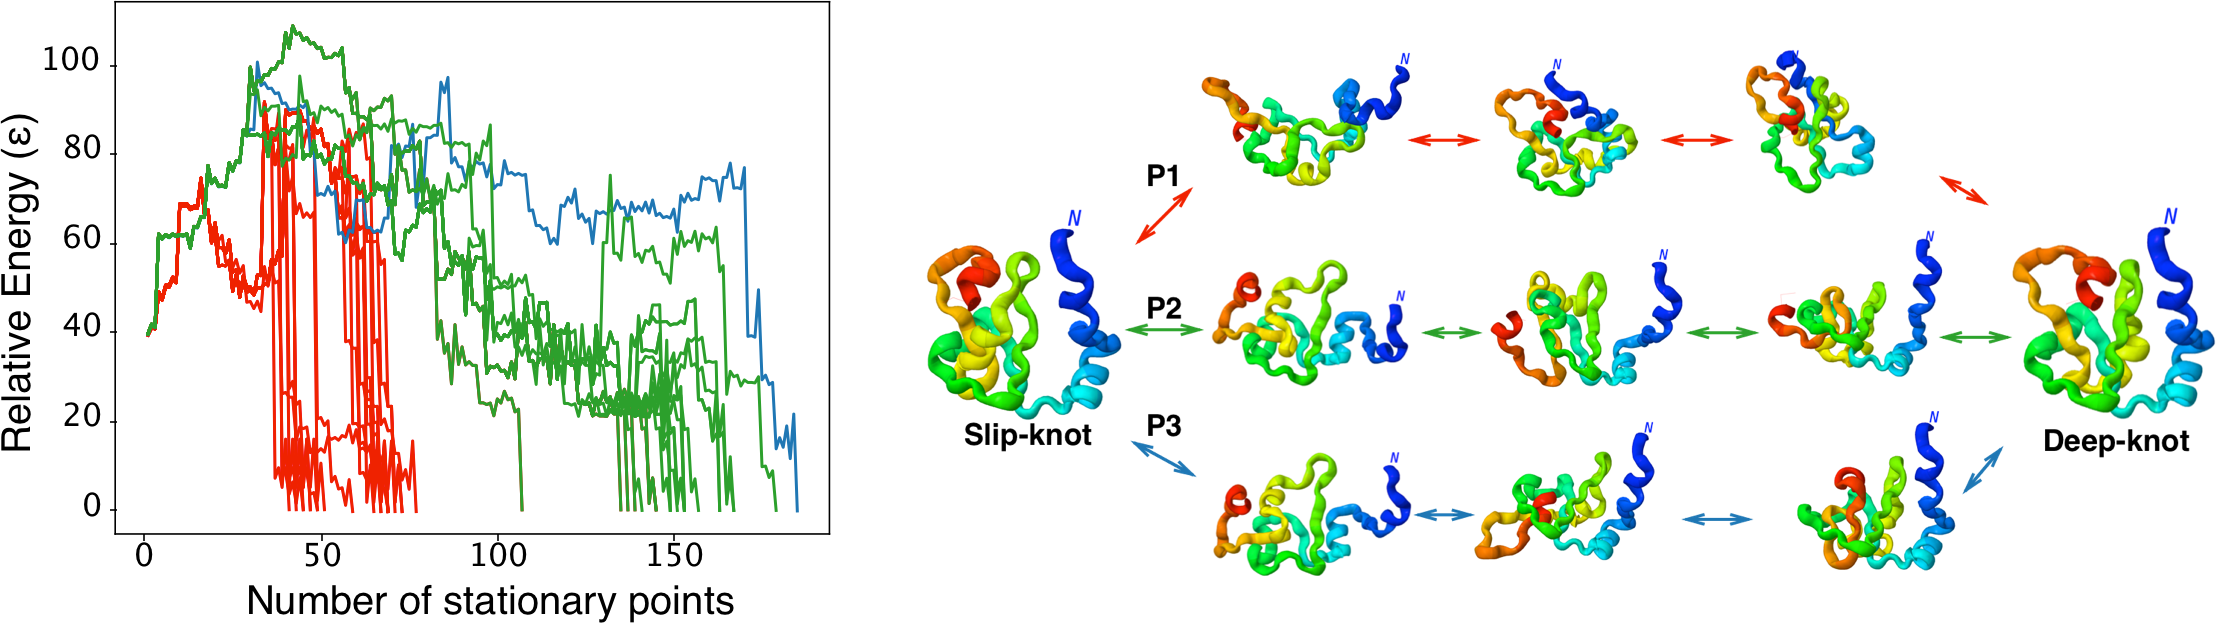 Relative Energy (ε)
100
80
60
40
20
0
0 50 100 150
Number of stationary points
N N N
P1
N N
P2 N N N
Slip-knot
P3
Deep-knot
N N N